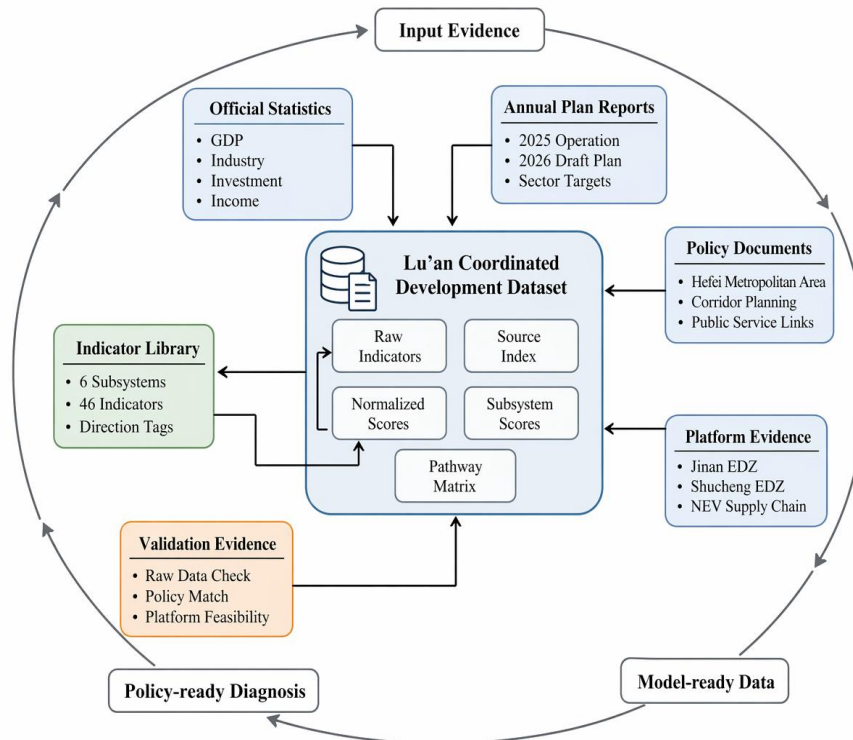 Input Evidence
Official Statistics
• GDP
• Industry
• Investment
• Income
Annual Plan Reports
• 2025 Operation
• 2026 Draft Plan
• Sector Targets
Lu'an Coordinated
Development Dataset
Raw
Indicators
Source
Index
Normalized
Scores
Subsystem
Scores
Pathway
Matrix
Policy Documents
• Hefei Metropolitan Area
• Corridor Planning
• Public Service Links
Indicator Library
• 6 Subsystems
• 46 Indicators
• Direction Tags
Platform Evidence
• Jinan EDZ
• Shucheng EDZ
• NEV Supply Chain
Validation Evidence
• Raw Data Check
• Policy Match
• Platform Feasibility
Policy-ready Diagnosis
Model-ready Data